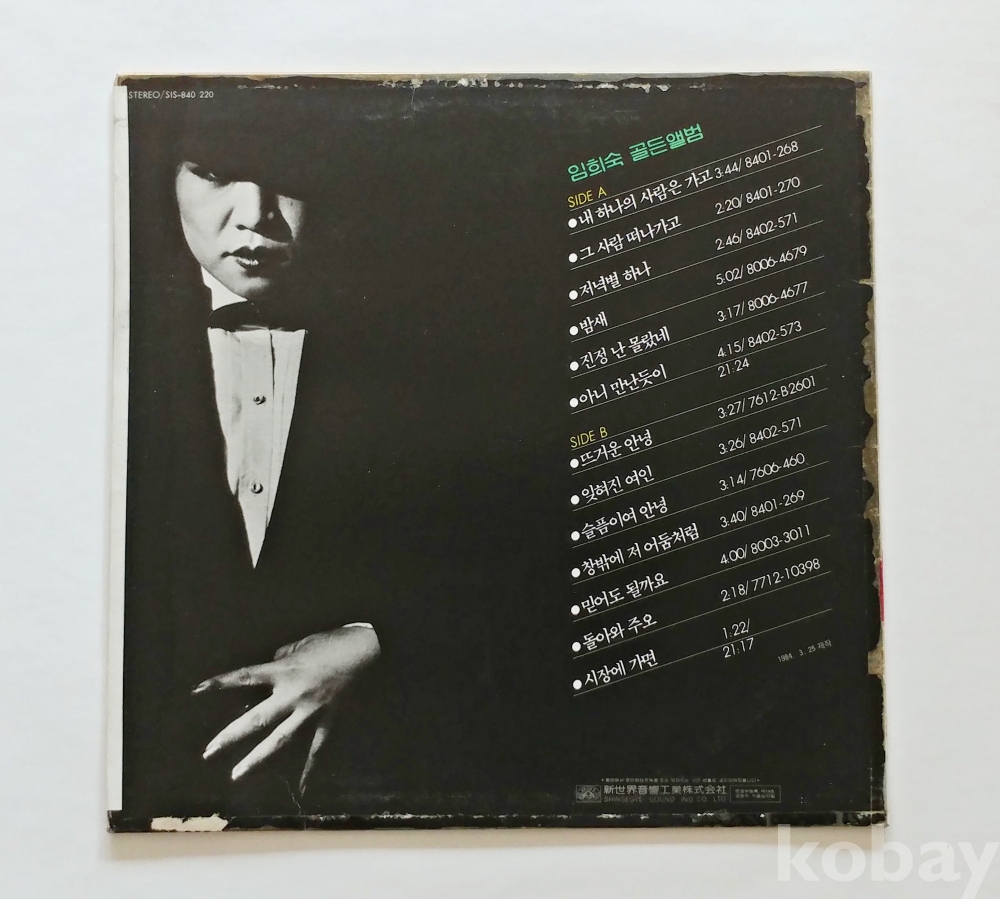 STEREO/SIS-840 220
임희숙 골든앨범
SIDE A
●내 하나의 사람은 가고 3:44/ 8401-268
●그 사람 떠나가고 2:20/ 8401-270
●저녁별 하나 2:46/ 8402-571
●밤새 5:02/ 8006-4679
●진정 난 몰랐네 3:17/ 8006-4677
●아니 만난듯이 4:15/ 8402-573
21:24
SIDE B
●뜨거운 안녕 3:27/ 7612-B2601
●잊혀진 여인 3:26/ 8402-571
●슬픔이여 안녕 3:14/ 7606-460
●창밖에 저 어둠처럼 3:40/ 8401-269
●믿어도 될까요 4:00/ 8003-3011
●돌아와 주오 2:18/ 7712-10398
●시장에 가면 1:22/
21:17
1984. 3. 25 제작
新世界音響工業株式会社
SHINSEGYE SOUND IND CO. LTD
kobay